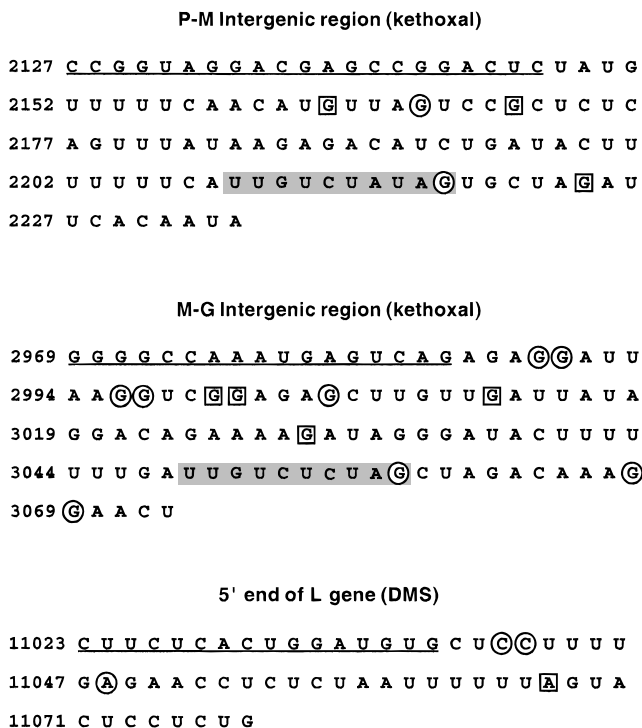 P-M Intergenic region (kethoxal)
2127 C C G G U A G G A C G A G C C G G A C U C U A U G
2152 U U U U U C A A C A U G U U A G U C C G C U C U C
2177 A G U U U A U A A G A G A C A U C U G A U A C U U
2202 U U U U U C A U U G U C U A U A G U G C U A G A U
2227 U C A C A A U A
M-G Intergenic region (kethoxal)
2969 G G G G C C A A A U G A G U C A G A G A G G A U U
2994 A A G G U C G G A G A G C U U G U U G A U U A U A
3019 G G A C A G A A A A G A U A G G G A U A C U U U U
3044 U U U G A U U G U C U C U A G C U A G A C A A A G
3069 G A A C U
5' end of L gene (DMS)
11023 C U U C U C A C U G G A U G U G C U C C U U U U
11047 G A G A A C C U C U C U A A U U U U U U A G U A
11071 C U C C U C U G